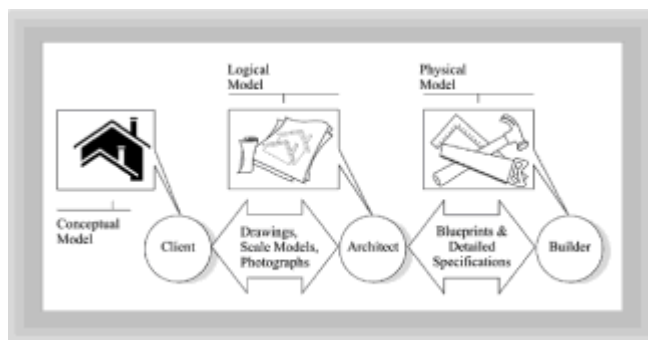 Logical
Model
Physical
Model
Conceptual
Model
Client
Drawings,
Scale Models,
Photographs
Architect
Blueprints &
Detailed
Specifications
Builder